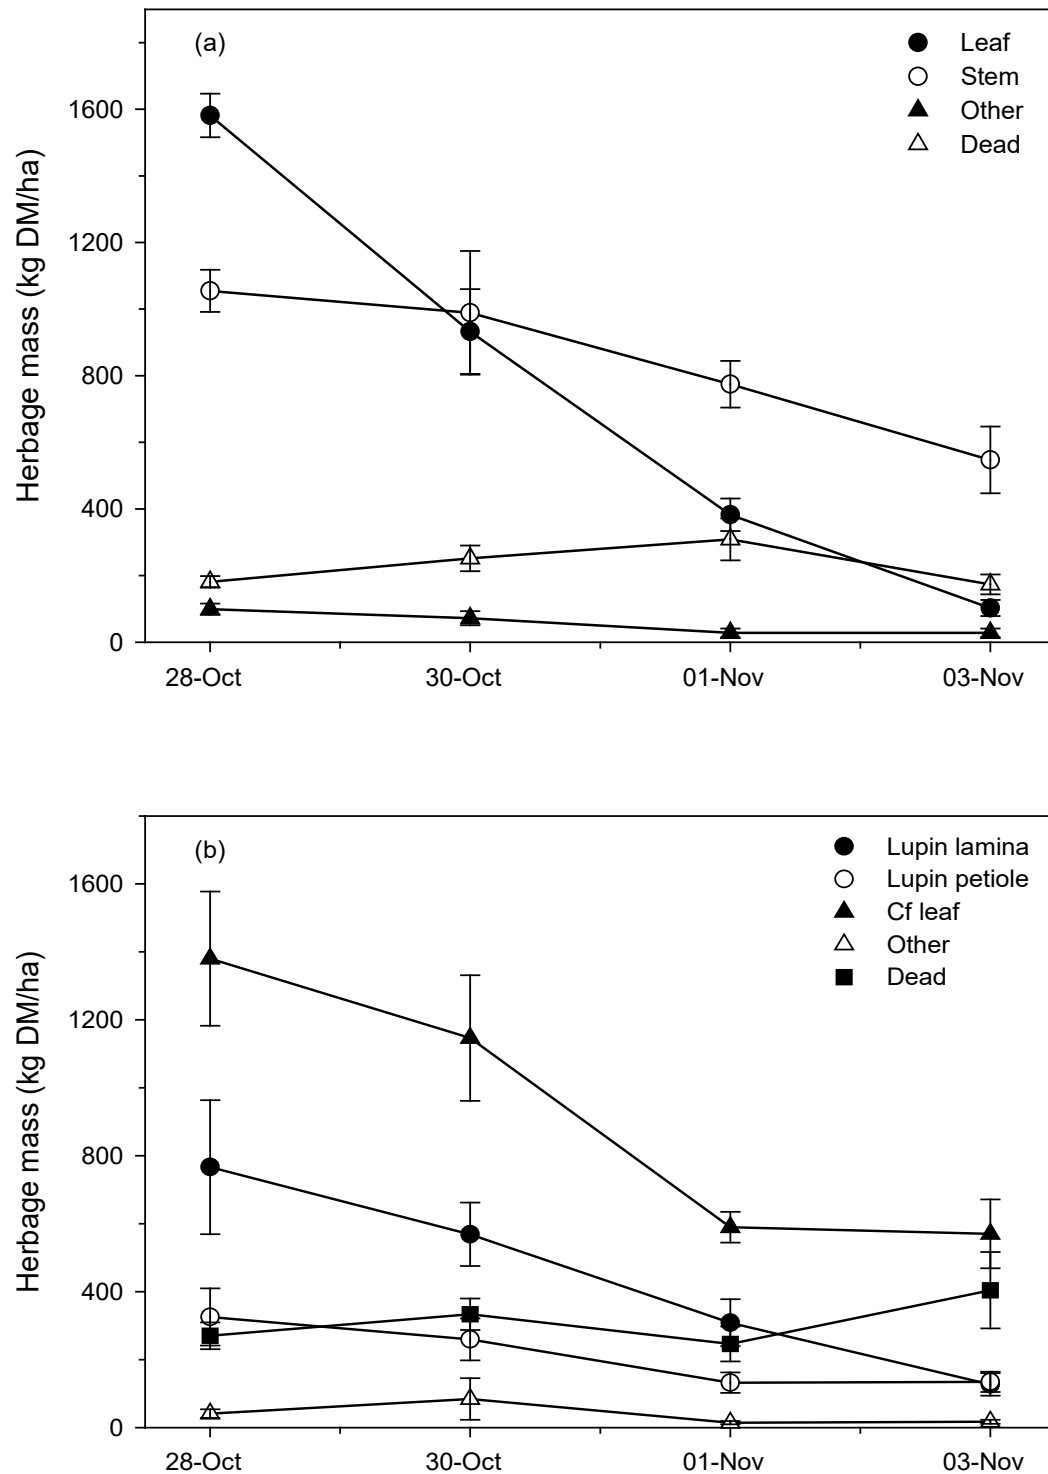 (a)
Leaf
Stem
Other
Dead
Herbage mass (kg DM/ha)
1600
1200
800
400
0
28-Oct 30-Oct 01-Nov 03-Nov
(b)
Lupin lamina
Lupin petiole
Cf leaf
Other
Dead
Herbage mass (kg DM/ha)
1600
1200
800
400
0
28-Oct 30-Oct 01-Nov 03-Nov